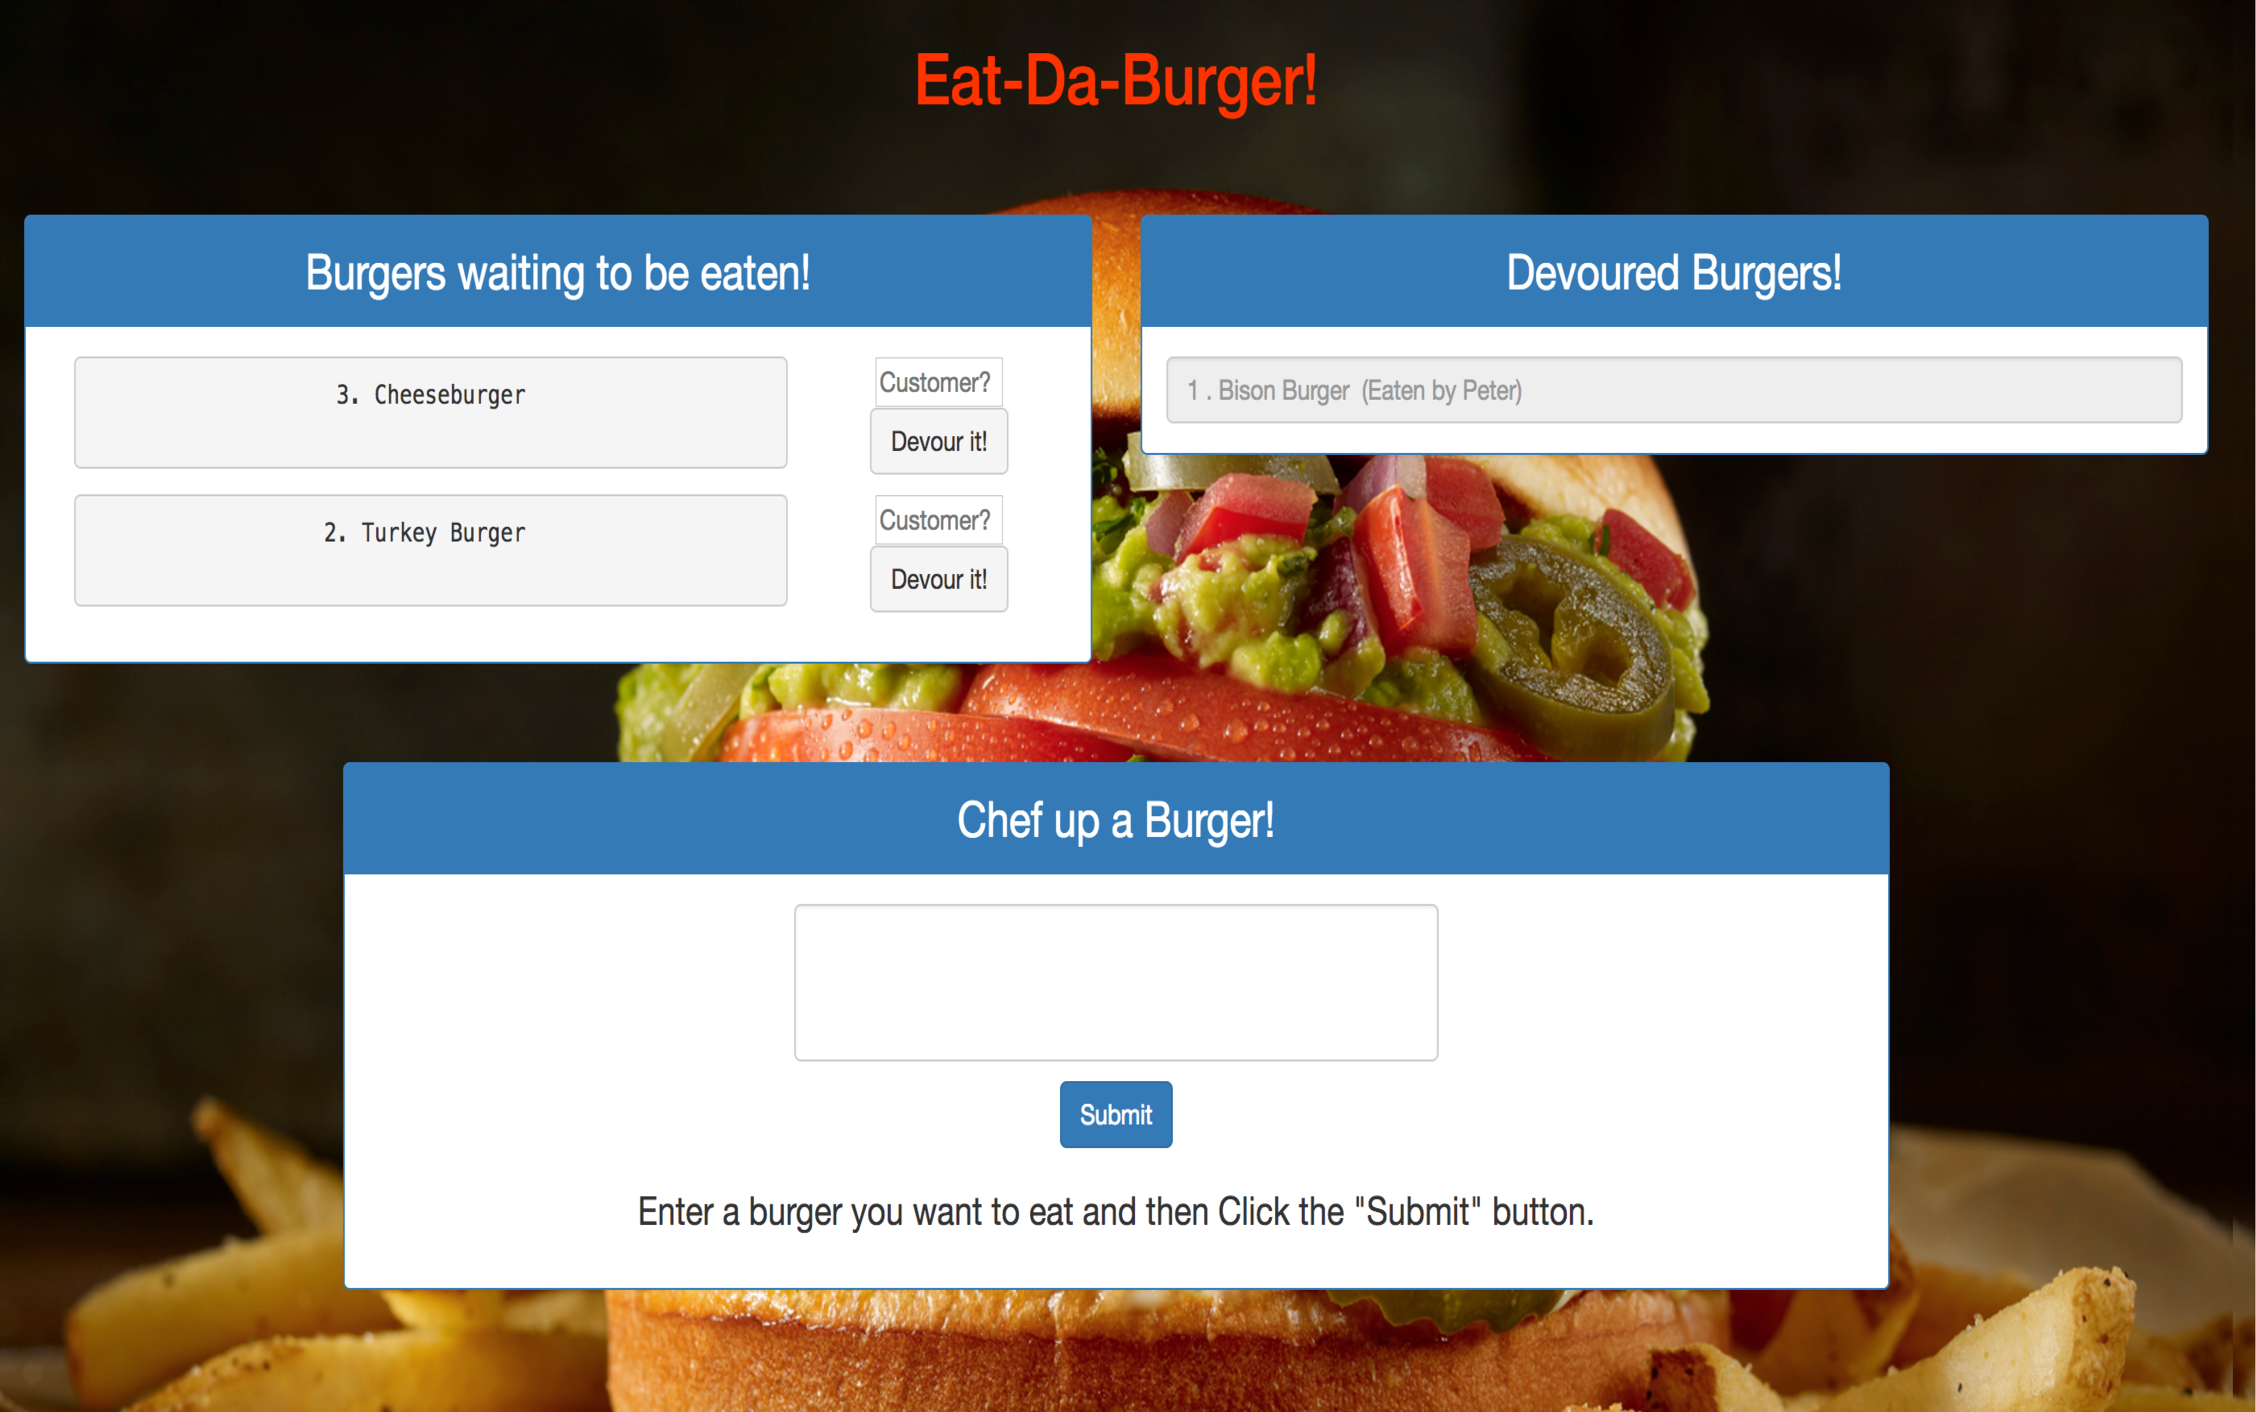 Eat-Da-Burger!
Burgers waiting to be eaten!
3. Cheeseburger
Customer?
Devour it!
2. Turkey Burger
Customer?
Devour it!
Devoured Burgers!
1 . Bison Burger  (Eaten by Peter)
Chef up a Burger!
Submit
Enter a burger you want to eat and then Click the "Submit" button.